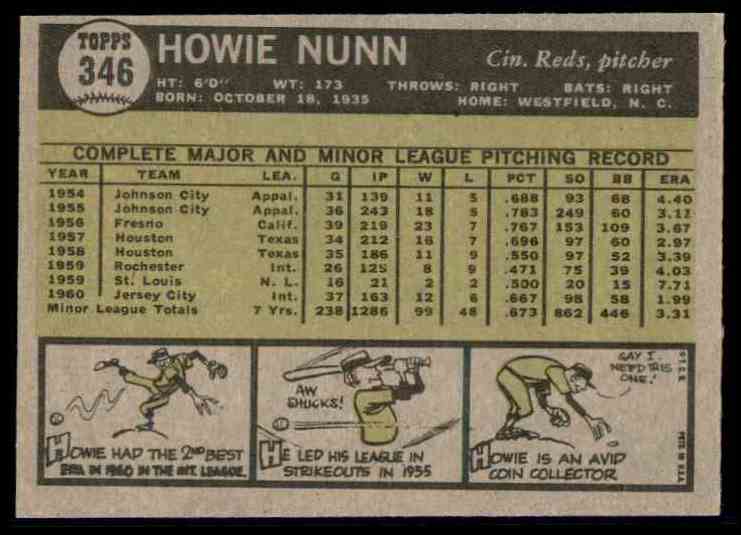 TOPPS
346
HOWIE NUNN
Cin. Reds, pitcher
HT: 6'0" WT: 173 THROWS: RIGHT BATS: RIGHT
BORN: OCTOBER 18, 1935 HOME: WESTFIELD, N. C.
COMPLETE MAJOR AND MINOR LEAGUE PITCHING RECORD
YEAR TEAM LEA. G IP W L PCT SO BB ERA
1954 Johnson City Appal. 31 139 11 5 .688 93 68 4.40
1955 Johnson City Appal. 36 243 18 5 .783 249 60 3.12
1956 Fresno Calif. 39 219 23 7 .767 153 109 3.67
1957 Houston Texas 34 212 16 7 .696 97 60 2.97
1958 Houston Texas 35 186 11 9 .550 97 52 3.39
1959 Rochester Int. 26 125 8 9 .471 75 39 4.03
1959 St. Louis N. L. 16 21 2 2 .500 20 15 7.71
1960 Jersey City Int. 37 163 12 6 .667 98 58 1.99
Minor League Totals 7 Yrs. 238 1286 99 48 .673 862 446 3.31
HOWIE HAD THE 2ND BEST
ERA IN 1960 IN THE INT. LEAGUE.
AW
SHUCKS!
HE LED HIS LEAGUE IN
STRIKEOUTS IN 1955
SAY I
NEED THIS
ONE!
HOWIE IS AN AVID
COIN COLLECTOR
©T.C.G. PRTD. IN U.S.A.